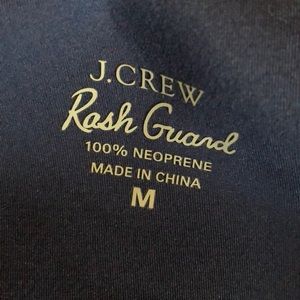 J.CREW
Rash Guard
100% NEOPRENE
MADE IN CHINA
M